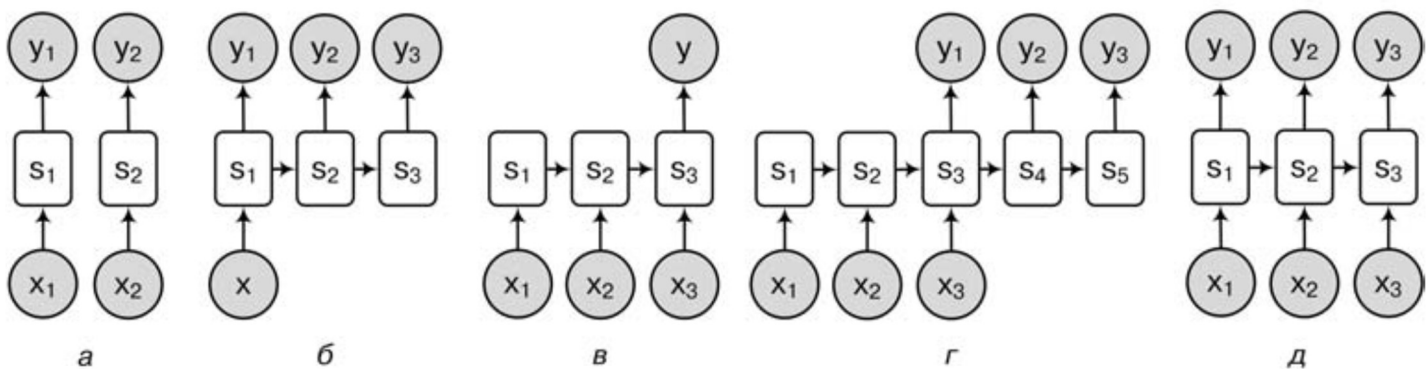 y₁ y₂ y₁ y₂ y₃ y y₁ y₂ y₃ y₁ y₂ y₃
s₁ s₂ s₁ s₂ s₃ s₁ s₂ s₃ s₁ s₂ s₃ s₄ s₅ s₁ s₂ s₃
x₁ x₂ x x₁ x₂ x₃ x₁ x₂ x₃ x₁ x₂ x₃
а б в г д